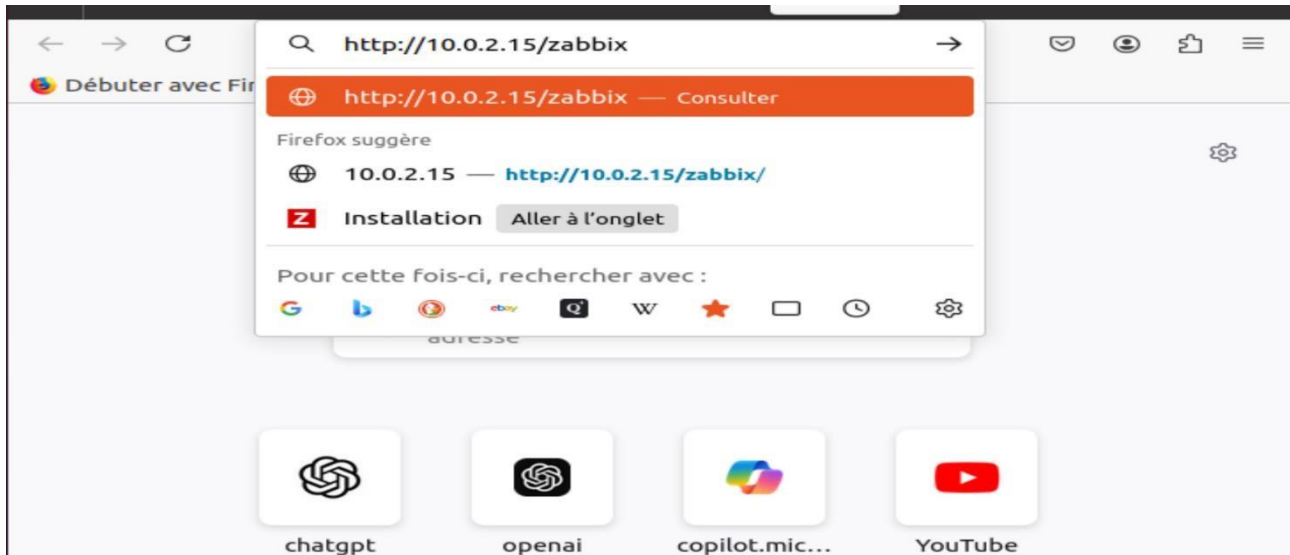 http://10.0.2.15/zabbix
Débuter avec Fir
http://10.0.2.15/zabbix — Consulter
Firefox suggère
10.0.2.15 — http://10.0.2.15/zabbix/
Z Installation Aller à l'onglet
Pour cette fois-ci, rechercher avec :
G ebay Q W
adresse
chatgpt openai copilot.mic... YouTube